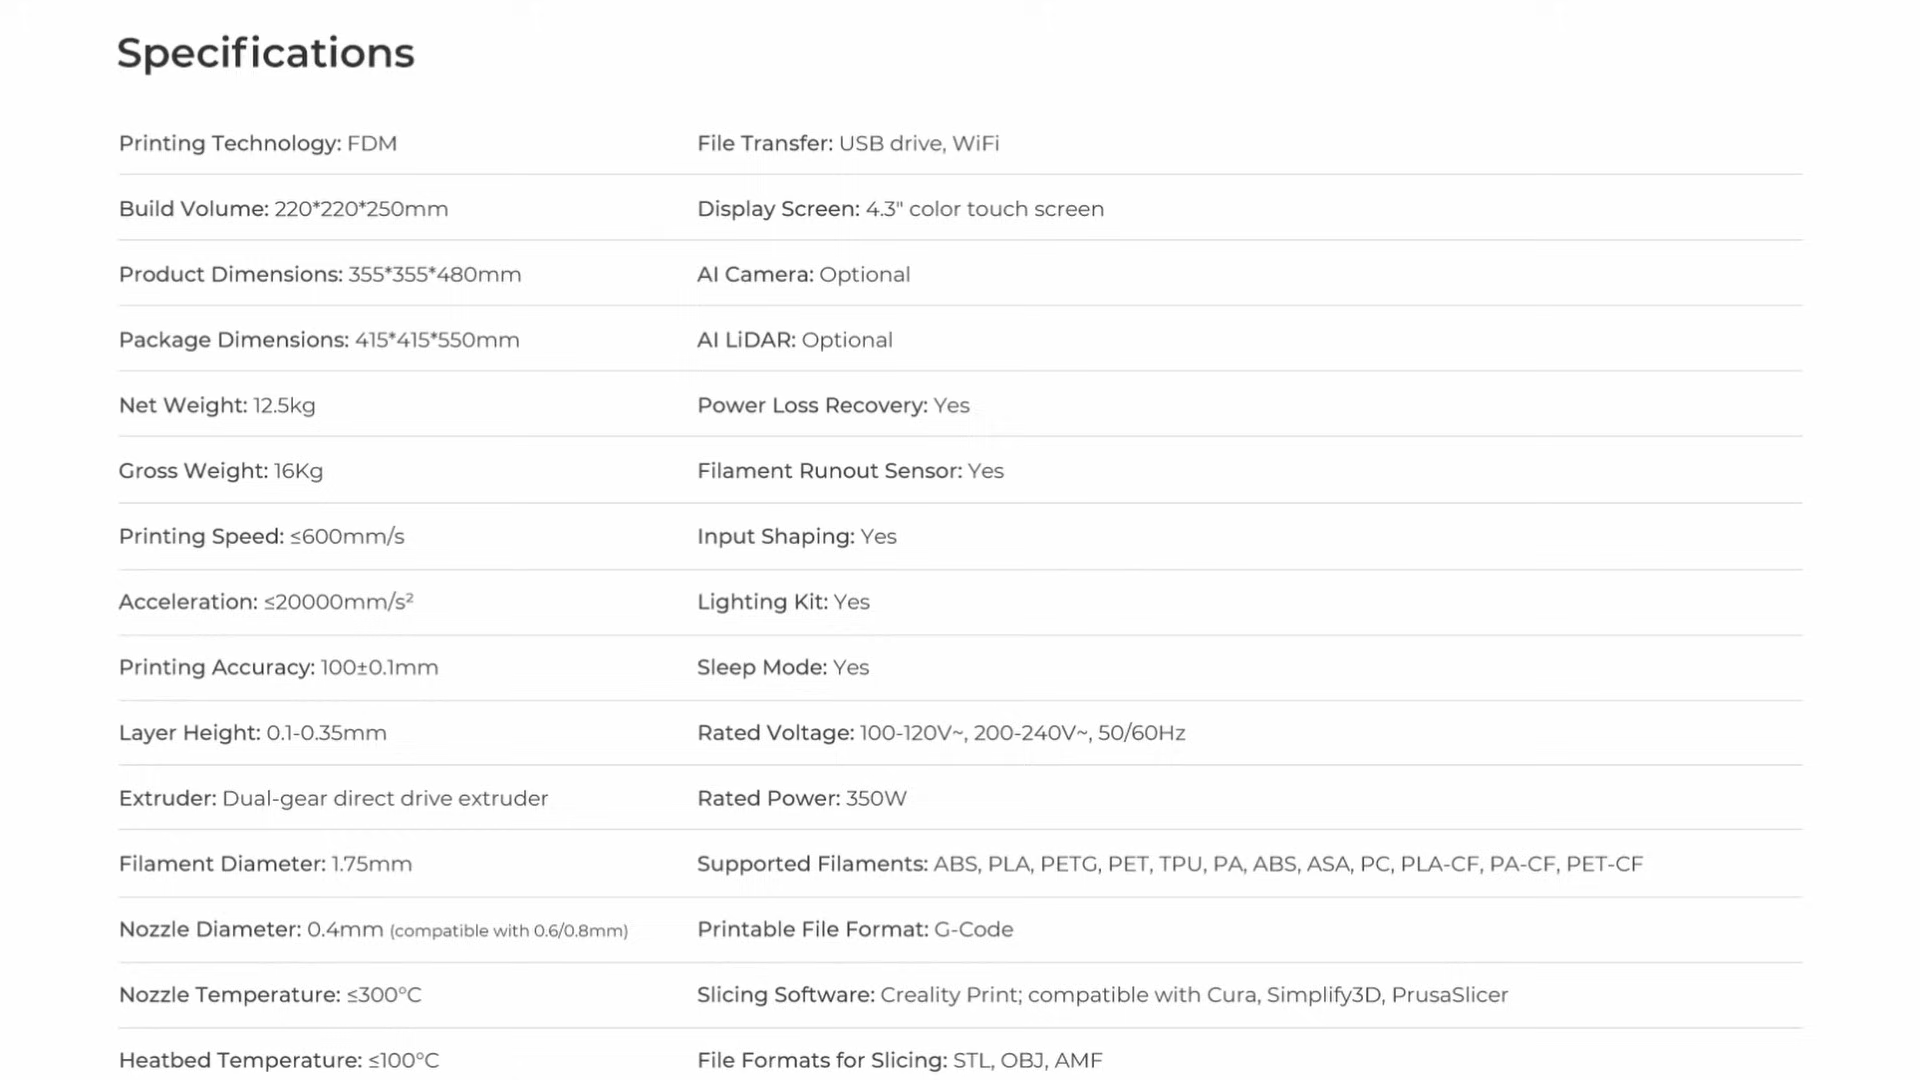 Specifications
Printing Technology: FDM
File Transfer: USB drive, WiFi
Build Volume: 220*220*250mm
Display Screen: 4.3" color touch screen
Product Dimensions: 355*355*480mm
AI Camera: Optional
Package Dimensions: 415*415*550mm
AI LiDAR: Optional
Net Weight: 12.5kg
Power Loss Recovery: Yes
Gross Weight: 16Kg
Filament Runout Sensor: Yes
Printing Speed: ≤600mm/s
Input Shaping: Yes
Acceleration: ≤20000mm/s²
Lighting Kit: Yes
Printing Accuracy: 100±0.1mm
Sleep Mode: Yes
Layer Height: 0.1-0.35mm
Rated Voltage: 100-120V~, 200-240V~, 50/60Hz
Extruder: Dual-gear direct drive extruder
Rated Power: 350W
Filament Diameter: 1.75mm
Supported Filaments: ABS, PLA, PETG, PET, TPU, PA, ABS, ASA, PC, PLA-CF, PA-CF, PET-CF
Nozzle Diameter: 0.4mm (compatible with 0.6/0.8mm)
Printable File Format: G-Code
Nozzle Temperature: ≤300°C
Slicing Software: Creality Print; compatible with Cura, Simplify3D, PrusaSlicer
Heatbed Temperature: ≤100°C
File Formats for Slicing: STL, OBJ, AMF